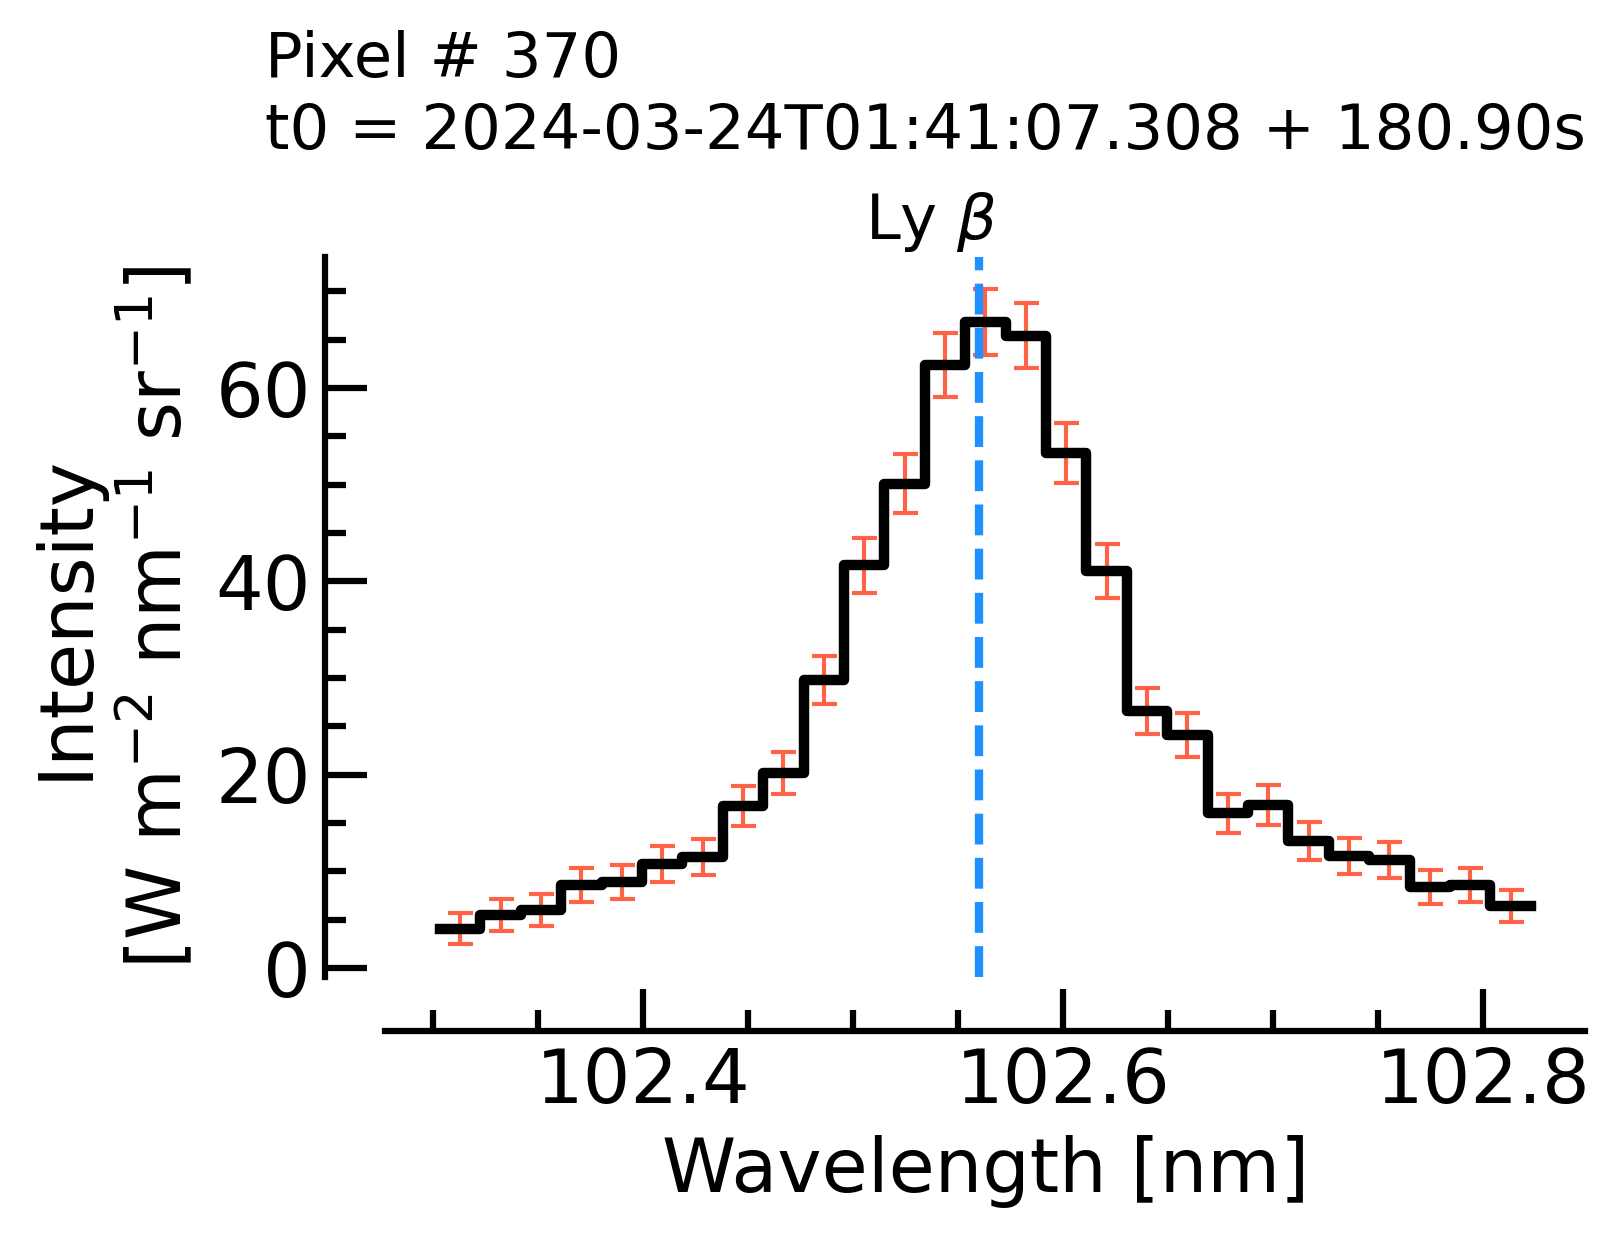 Pixel # 370
t0 = 2024-03-24T01:41:07.308 + 180.90s
Ly β
Intensity
[W m⁻² nm⁻¹ sr⁻¹]
60
40
20
0
102.4 102.6 102.8
Wavelength [nm]